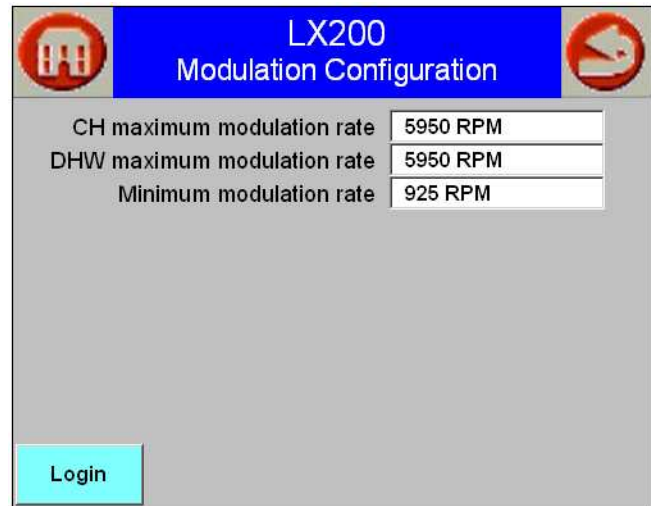 LX200
Modulation Configuration
CH maximum modulation rate 5950 RPM
DHW maximum modulation rate 5950 RPM
Minimum modulation rate 925 RPM
Login